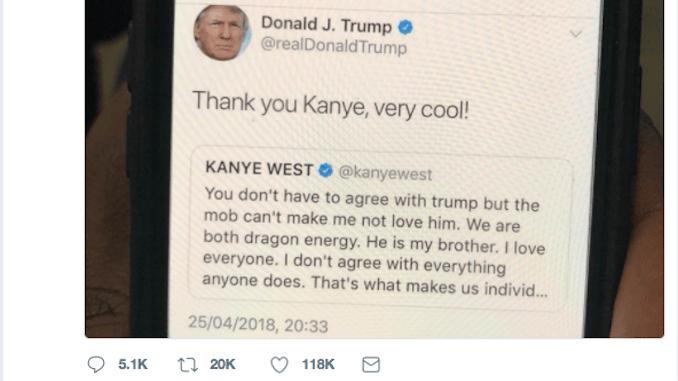 Donald J. Trump
@realDonaldTrump
Thank you Kanye, very cool!
KANYE WEST @kanyewest
You don't have to agree with trump but the
mob can't make me not love him. We are
both dragon energy. He is my brother. I love
everyone. I don't agree with everything
anyone does. That's what makes us individ...
25/04/2018, 20:33
5.1K 20K 118K